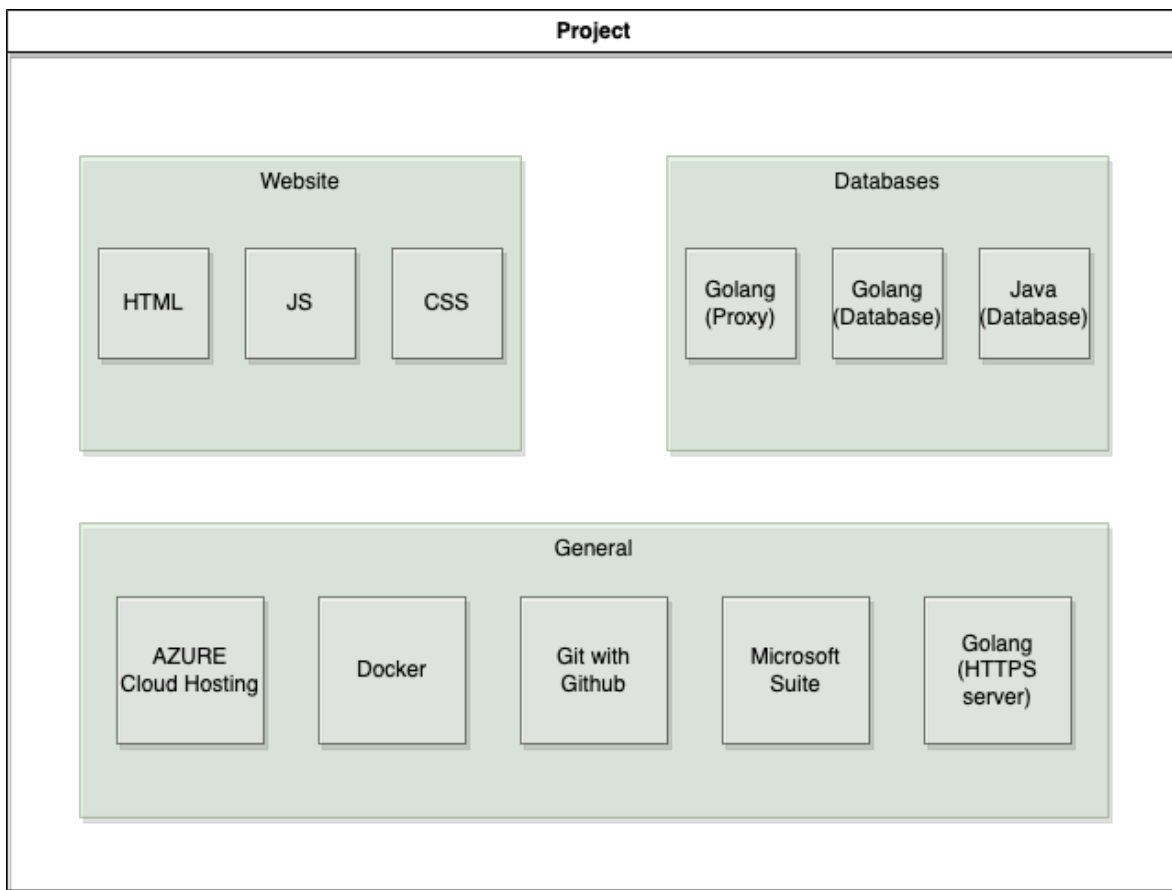 Project
Website
HTML
JS
CSS
Databases
Golang
(Proxy)
Golang
(Database)
Java
(Database)
General
AZURE
Cloud Hosting
Docker
Git with
Github
Microsoft
Suite
Golang
(HTTPS
server)